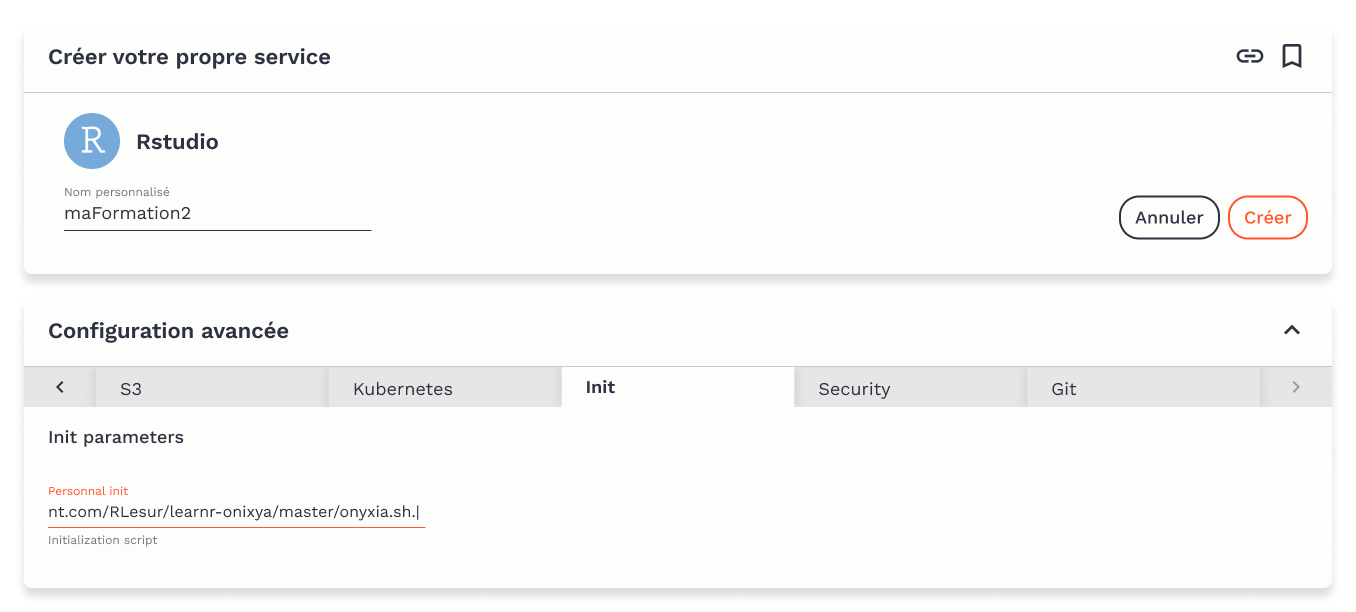 Créer votre propre service
R
Rstudio
Nom personnalisé
maFormation2
Annuler
Créer
Configuration avancée
S3
Kubernetes
Init
Security
Git
Init parameters
Personnal init
nt.com/RLesur/learnr-onixya/master/onyxia.sh.
Initialization script